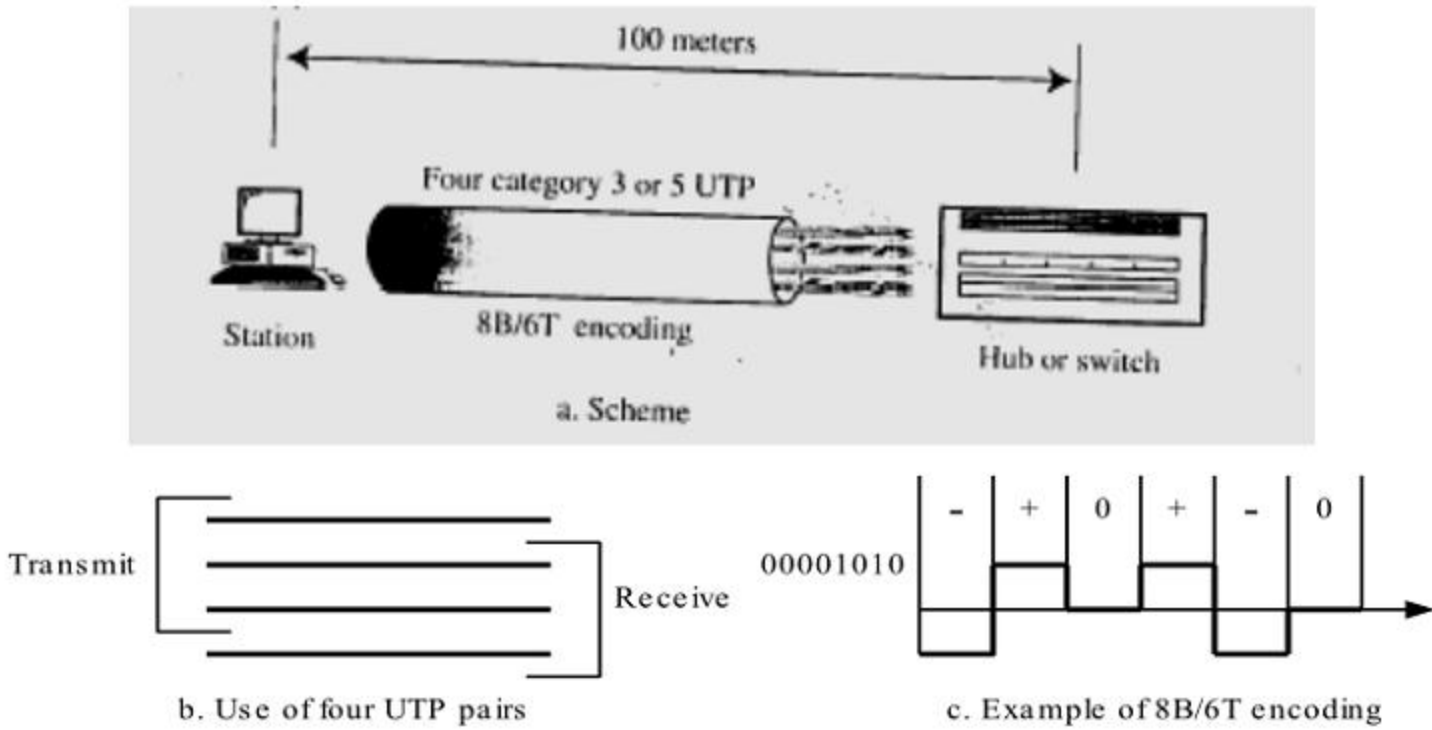 100 meters
Four category 3 or 5 UTP
8B/6T encoding
Station
Hub or switch
a. Scheme
- + 0 + - 0
Transmit
00001010
Receive
b. Use of four UTP pairs
c. Example of 8B/6T encoding